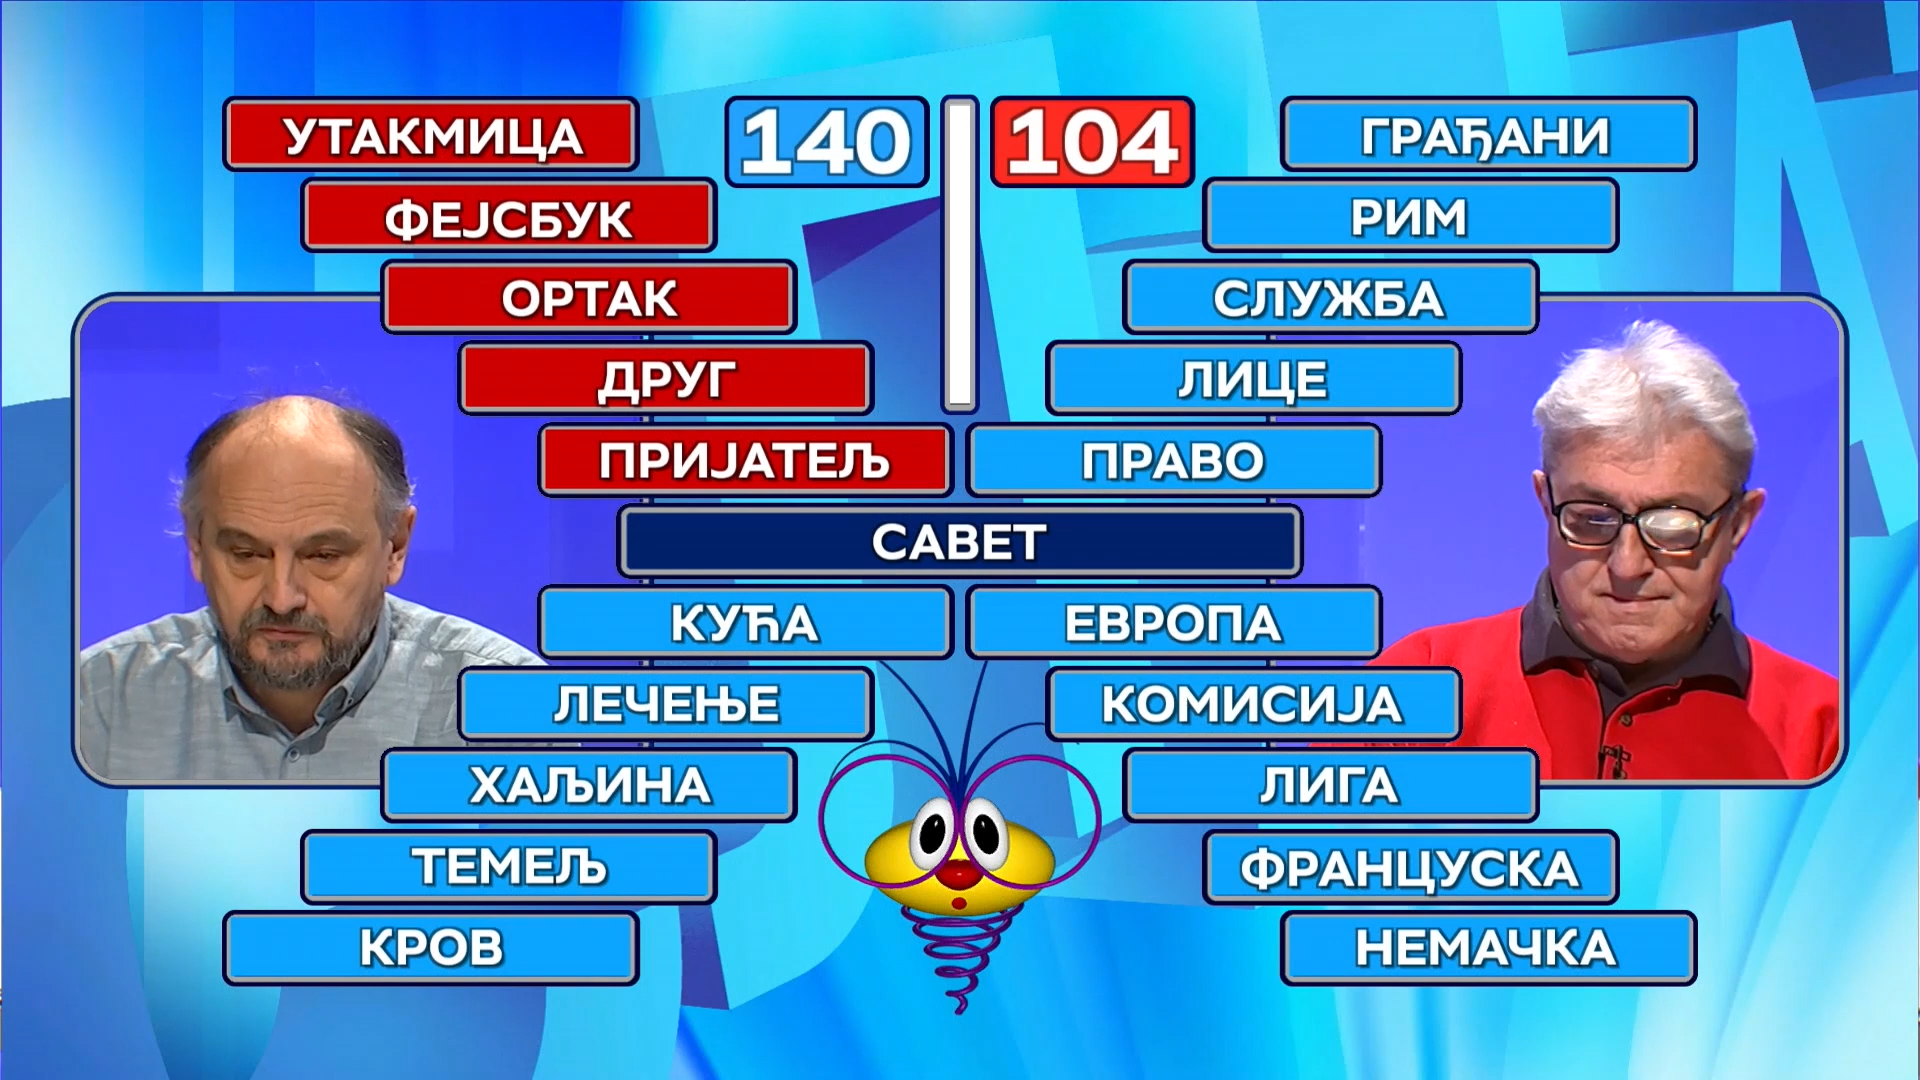 УТАКМИЦА
140
104
ГРАЂАНИ
ФЕЈСБУК
РИМ
ОРТАК
СЛУЖБА
ДРУГ
ЛИЦЕ
ПРИЈАТЕЉ
ПРАВО
САВЕТ
КУЋА
ЕВРОПА
ЛЕЧЕЊЕ
КОМИСИЈА
ХАЉИНА
ЛИГА
ТЕМЕЉ
ФРАНЦУСКА
КРОВ
НЕМАЧКА